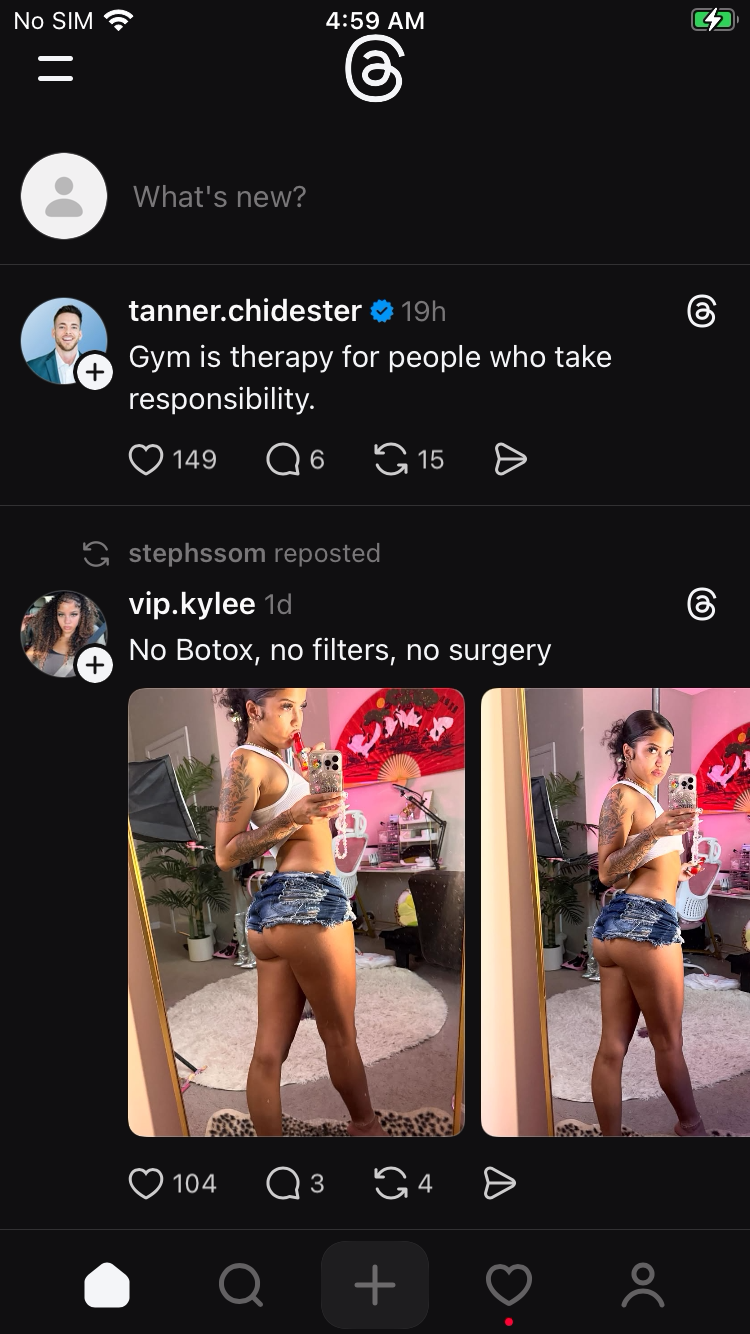 No SIM 4:59 AM
What's new?
tanner.chidester 19h
Gym is therapy for people who take
responsibility.
149 6 15
stephssom reposted
vip.kylee 1d
No Botox, no filters, no surgery
104 3 4